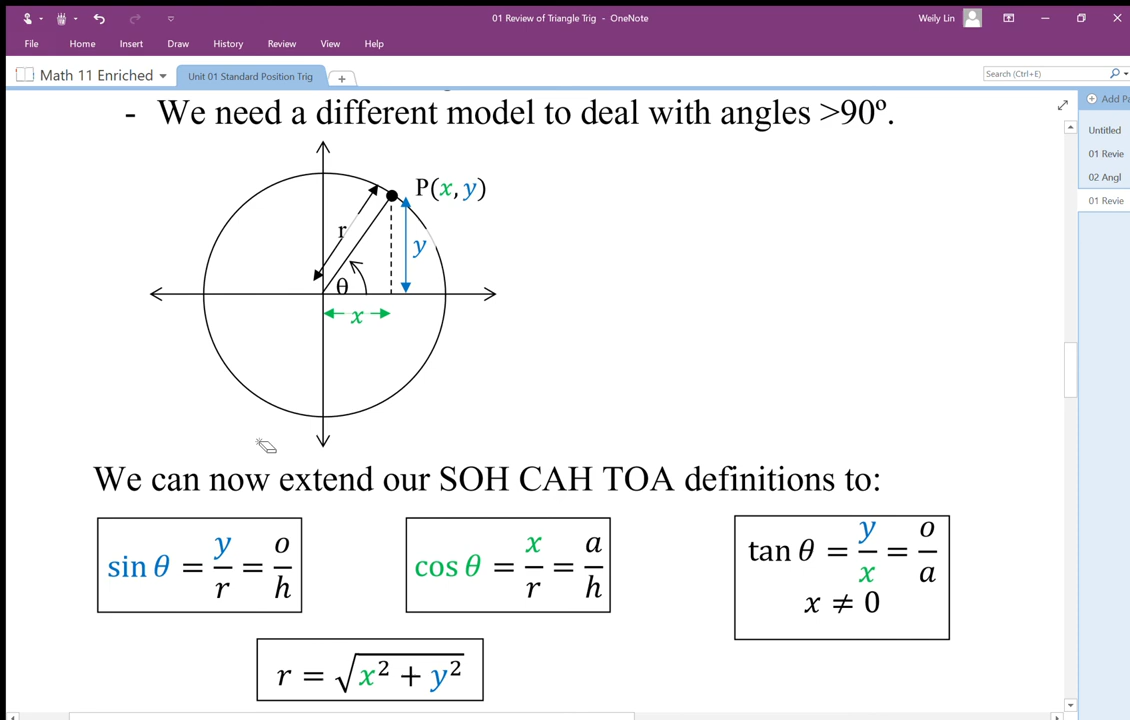 01 Review of Triangle Trig - OneNote
Weily Lin
File Home Insert Draw History Review View Help
Math 11 Enriched
Unit 01 Standard Position Trig
+
Search (Ctrl+E)
Add Pa
Untitled
01 Revie
02 Angl
01 Revie
- We need a different model to deal with angles >90º.
P(x, y)
r
y
θ
x
We can now extend our SOH CAH TOA definitions to:
sin θ = y/r = o/h
cos θ = x/r = a/h
tan θ = y/x = o/a
x ≠ 0
r = √(x² + y²)